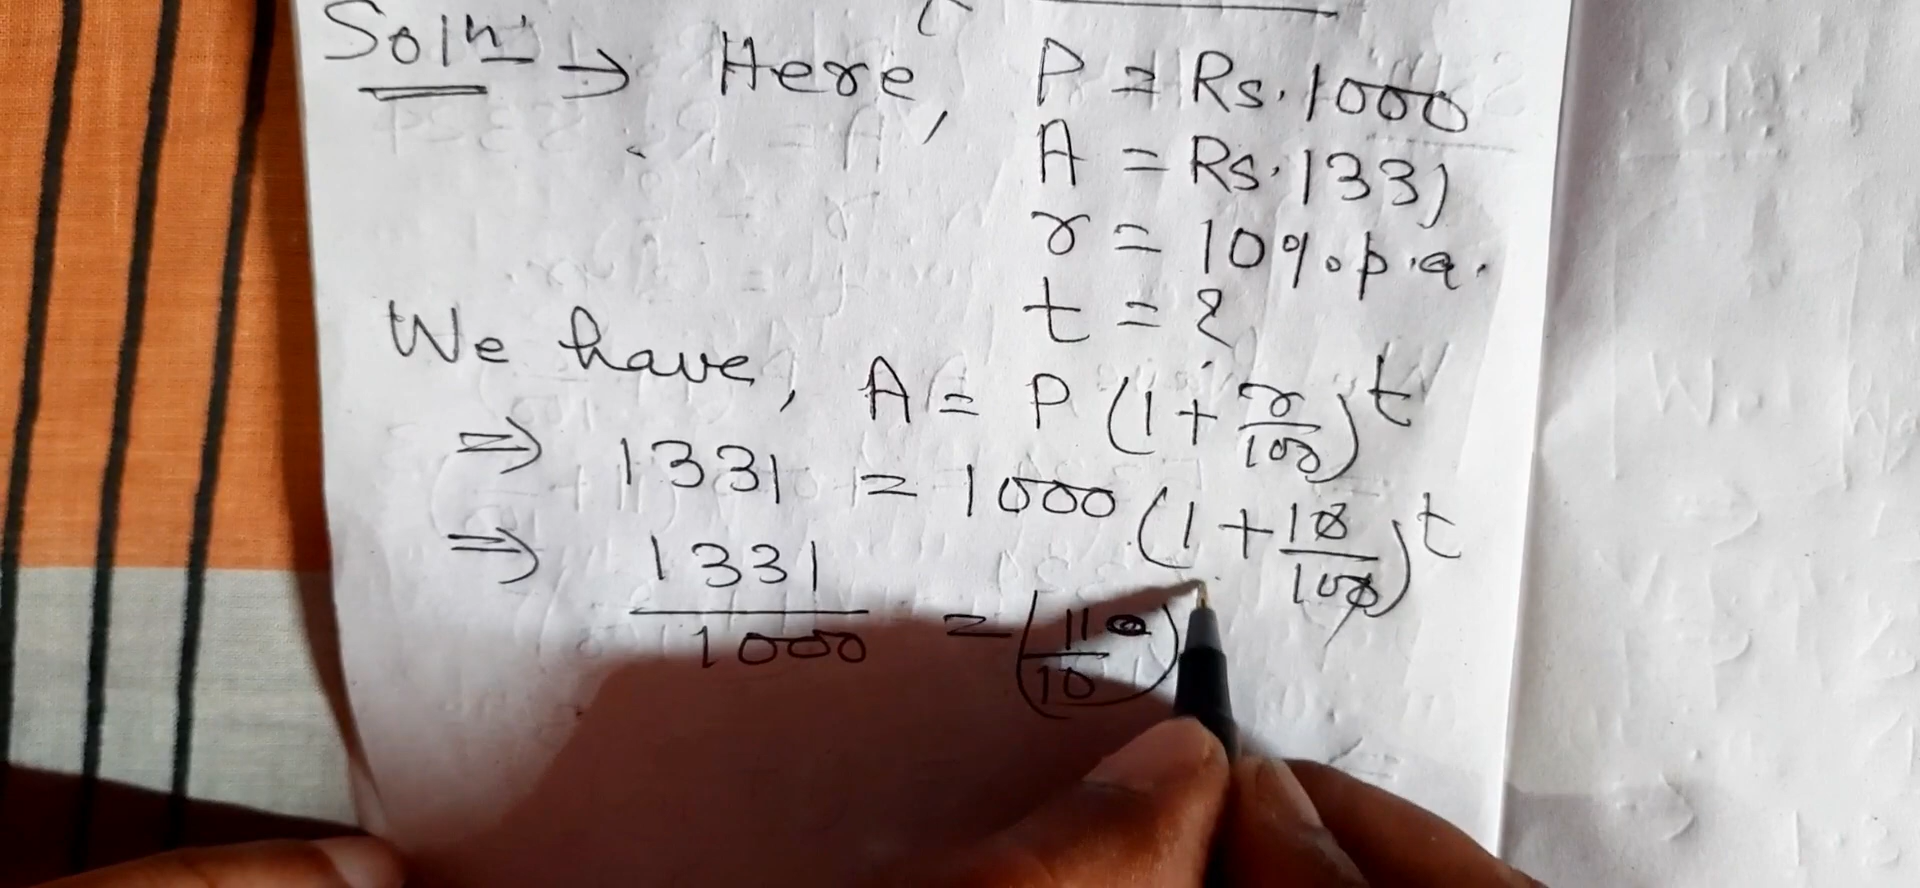 Soln. → Here, P = Rs. 1000
A = Rs. 1331
r = 10% p.a.
t = ?
We have, A = P (1 + r/100)^t
⇒ 1331 = 1000 (1 + 10/100)^t
⇒ 1331/1000 = (11/10)